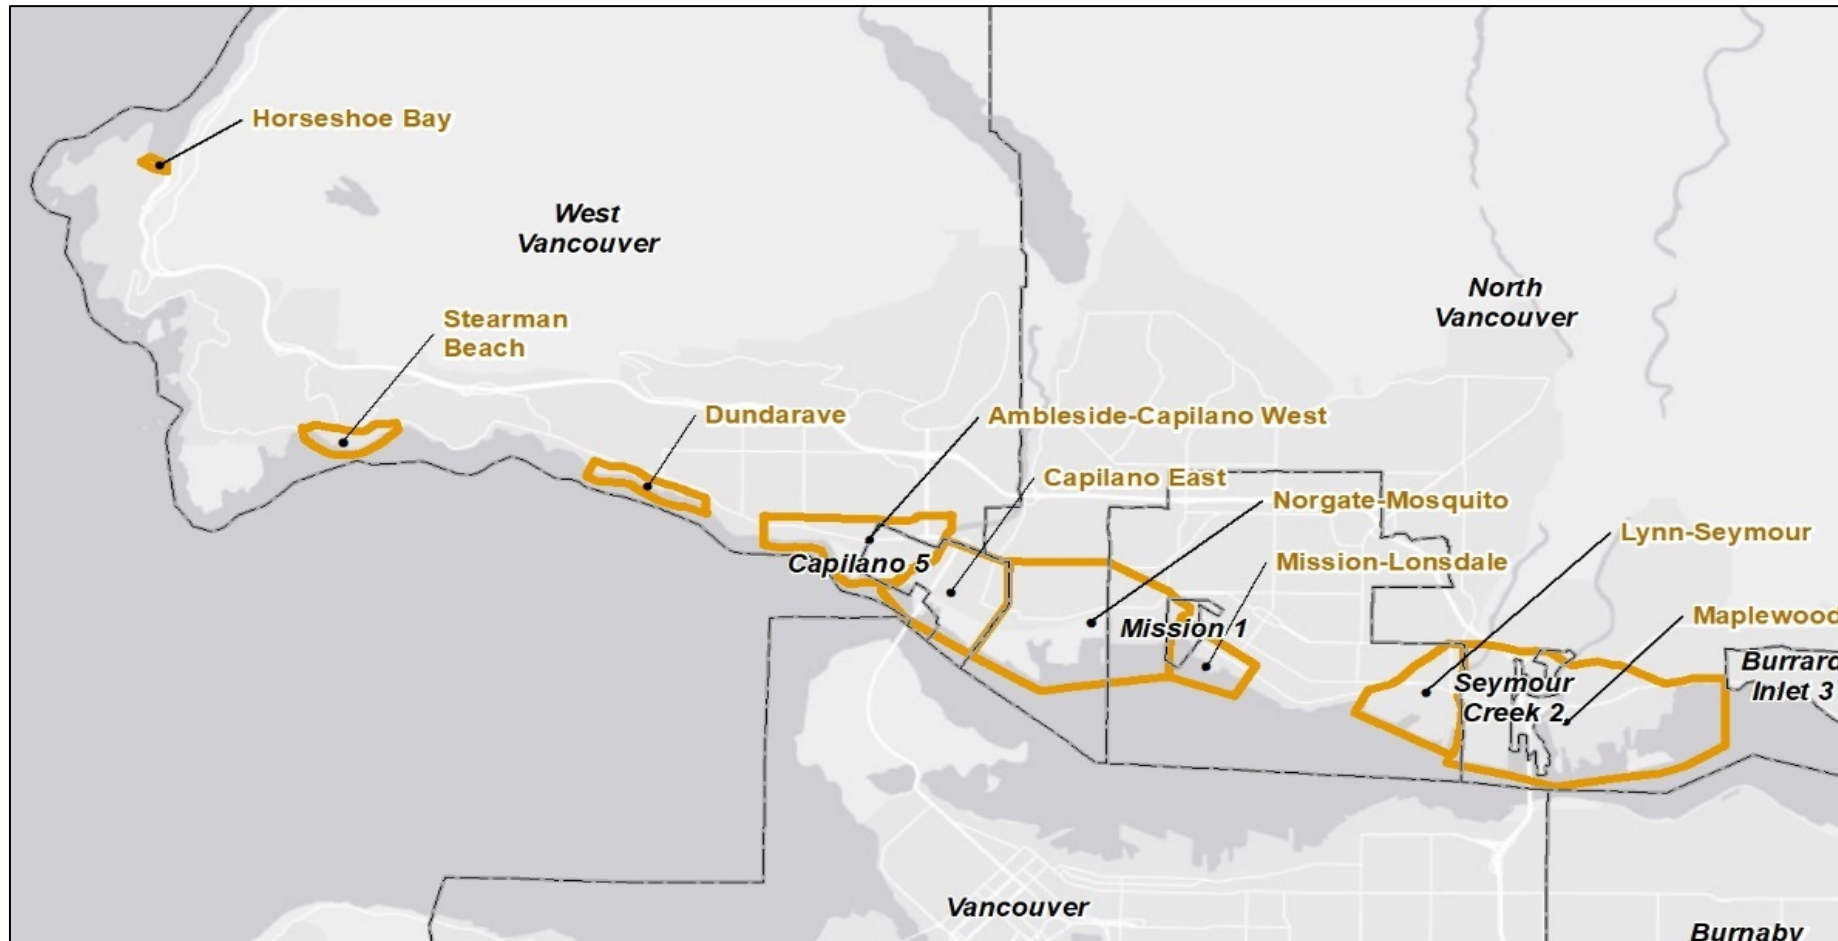 Horseshoe Bay
West
Vancouver
North
Vancouver
Stearman
Beach
Dundarave
Ambleside-Capilano West
Capilano East
Norgate-Mosquito
Lynn-Seymour
Mission-Lonsdale
Capilano 5
Mission 1
Maplewood
Burrard
Inlet 3
Seymour
Creek 2
Vancouver
Burnaby